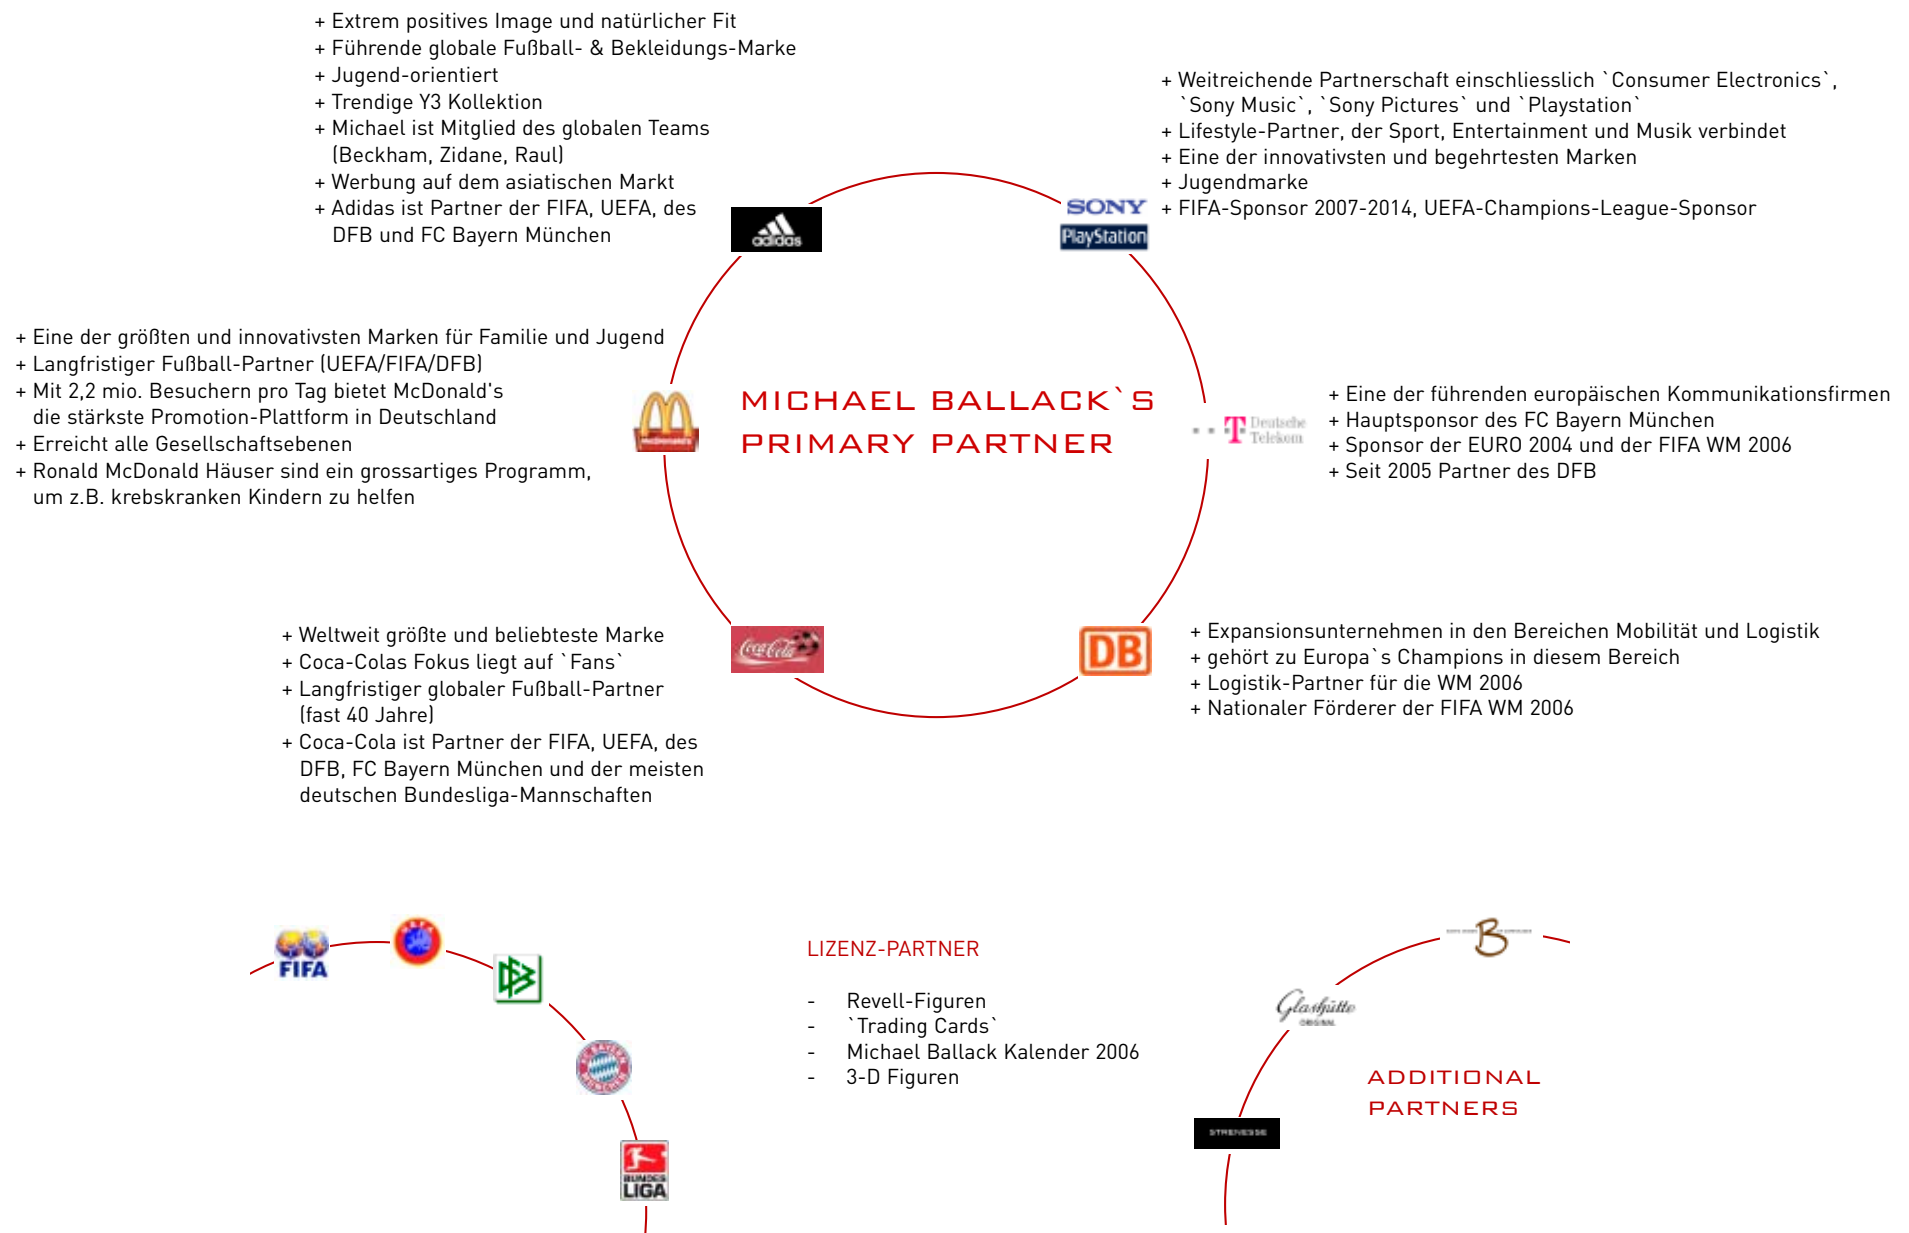 + Extrem positives Image und natürlicher Fit
+ Führende globale Fußball- & Bekleidungs-Marke
+ Jugend-orientiert
+ Trendige Y3 Kollektion
+ Michael ist Mitglied des globalen Teams
(Beckham, Zidane, Raul)
+ Werbung auf dem asiatischen Markt
+ Adidas ist Partner der FIFA, UEFA, des
DFB und FC Bayern München
adidas
+ Weitreichende Partnerschaft einschliesslich `Consumer Electronics`,
`Sony Music`, `Sony Pictures` und `Playstation`
+ Lifestyle-Partner, der Sport, Entertainment und Musik verbindet
+ Eine der innovativsten und begehrtesten Marken
+ Jugendmarke
+ FIFA-Sponsor 2007-2014, UEFA-Champions-League-Sponsor
SONY
PlayStation
+ Eine der größten und innovativsten Marken für Familie und Jugend
+ Langfristiger Fußball-Partner (UEFA/FIFA/DFB)
+ Mit 2,2 mio. Besuchern pro Tag bietet McDonald's
die stärkste Promotion-Plattform in Deutschland
+ Erreicht alle Gesellschaftsebenen
+ Ronald McDonald Häuser sind ein grossartiges Programm,
um z.B. krebskranken Kindern zu helfen
McDonald's
MICHAEL BALLACK`S
PRIMARY PARTNER
T
Deutsche
Telekom
+ Eine der führenden europäischen Kommunikationsfirmen
+ Hauptsponsor des FC Bayern München
+ Sponsor der EURO 2004 und der FIFA WM 2006
+ Seit 2005 Partner des DFB
+ Weltweit größte und beliebteste Marke
+ Coca-Colas Fokus liegt auf `Fans`
+ Langfristiger globaler Fußball-Partner
(fast 40 Jahre)
+ Coca-Cola ist Partner der FIFA, UEFA, des
DFB, FC Bayern München und der meisten
deutschen Bundesliga-Mannschaften
Coca-Cola
DB
+ Expansionsunternehmen in den Bereichen Mobilität und Logistik
+ gehört zu Europa`s Champions in diesem Bereich
+ Logistik-Partner für die WM 2006
+ Nationaler Förderer der FIFA WM 2006
FIFA
UEFA
DFB
FC BAYERN
MÜNCHEN
BUNDES
LIGA
LIZENZ-PARTNER
- Revell-Figuren
- `Trading Cards`
- Michael Ballack Kalender 2006
- 3-D Figuren
B
Glashütte
ORIGINAL
STRENESSE
ADDITIONAL
PARTNERS